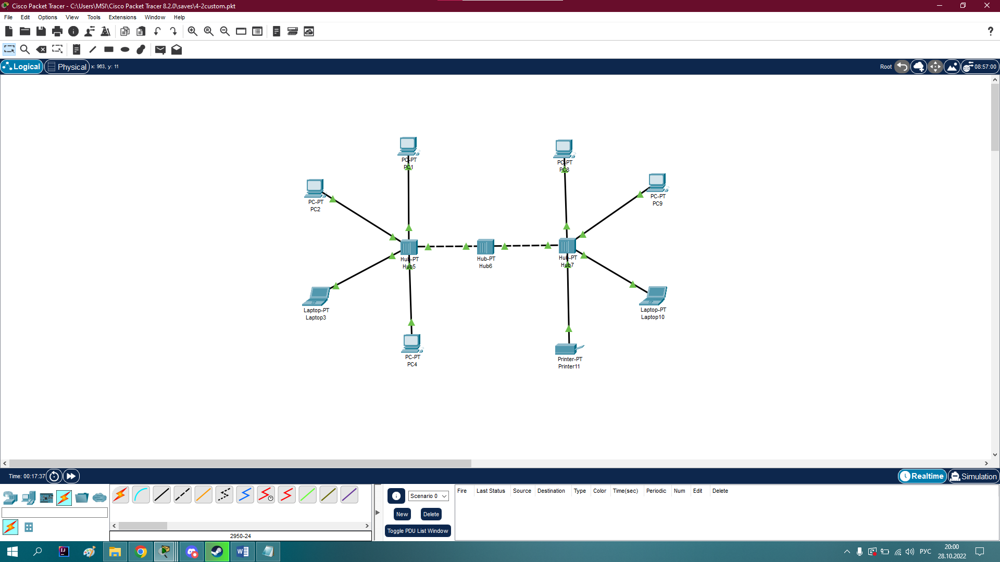 Cisco Packet Tracer - C:\Users\MSI\Cisco Packet Tracer 8.2.0\saves\4-2custom.pkt
File Edit Options View Tools Extensions Window Help
?
Logical Physical x: 963, y: 11 Root 08:57:00
PC-PT
PC1
PC-PT
PC8
PC-PT
PC2
PC-PT
PC9
Hub-PT
Hub5
Hub-PT
Hub6
Hub-PT
Hub7
Laptop-PT
Laptop3
Laptop-PT
Laptop10
PC-PT
PC4
Printer-PT
Printer11
Time: 00:17:37 Realtime Simulation
Scenario 0
New Delete
Toggle PDU List Window
Fire Last Status Source Destination Type Color Time(sec) Periodic Num Edit Delete
2950-24
РУС
20:00
28.10.2022